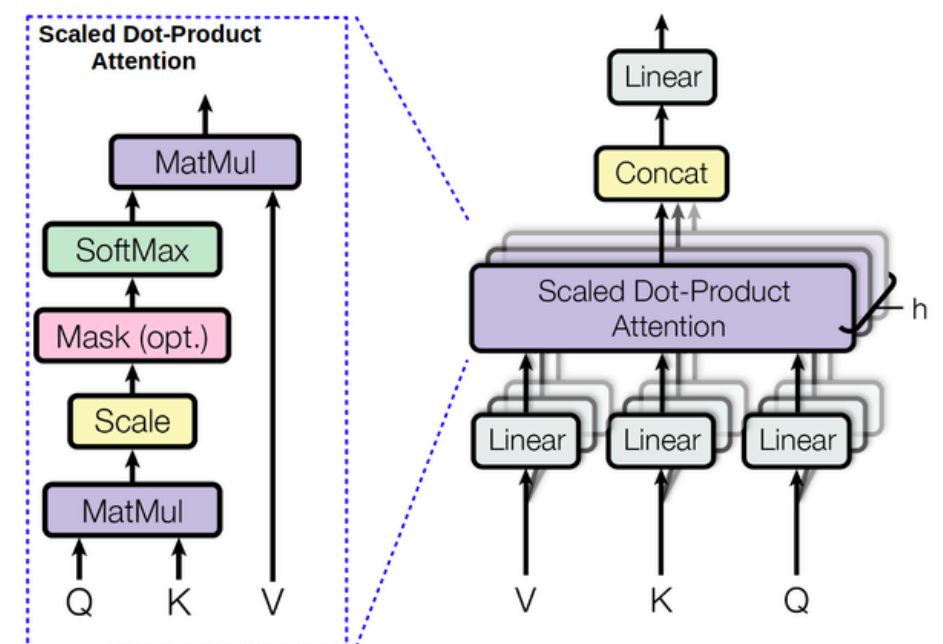 Scaled Dot-Product
Attention
MatMul
SoftMax
Mask (opt.)
Scale
MatMul
Q
K
V
Linear
Concat
Scaled Dot-Product
Attention
h
Linear
Linear
Linear
V
K
Q